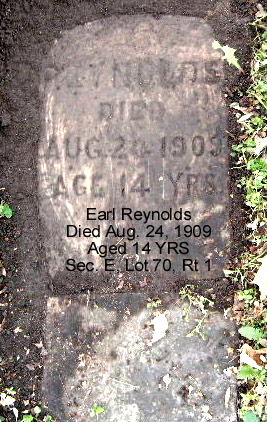 REYNOLDS
DIED
AUG. 24, 1909
AGE 14 YRS
Earl Reynolds
Died Aug. 24, 1909
Aged 14 YRS
Sec. E, Lot 70, Rt 1